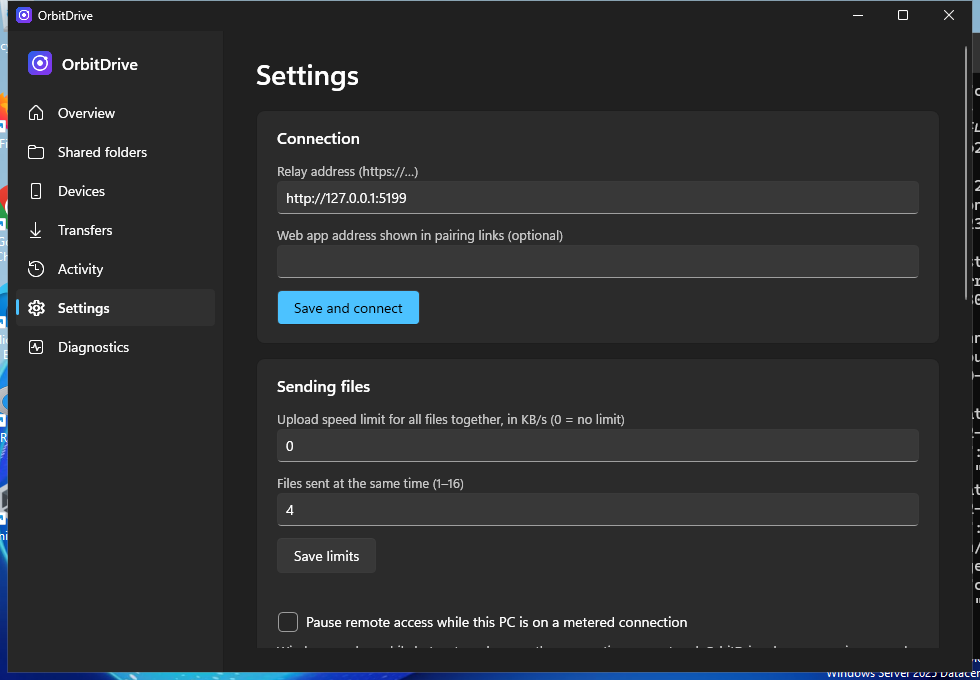 OrbitDrive
OrbitDrive
Overview
Shared folders
Devices
Transfers
Activity
Settings
Diagnostics
Settings
Connection
Relay address (https://...)
http://127.0.0.1:5199
Web app address shown in pairing links (optional)
Save and connect
Sending files
Upload speed limit for all files together, in KB/s (0 = no limit)
0
Files sent at the same time (1–16)
4
Save limits
Pause remote access while this PC is on a metered connection
Windows Server 2025 Datacen